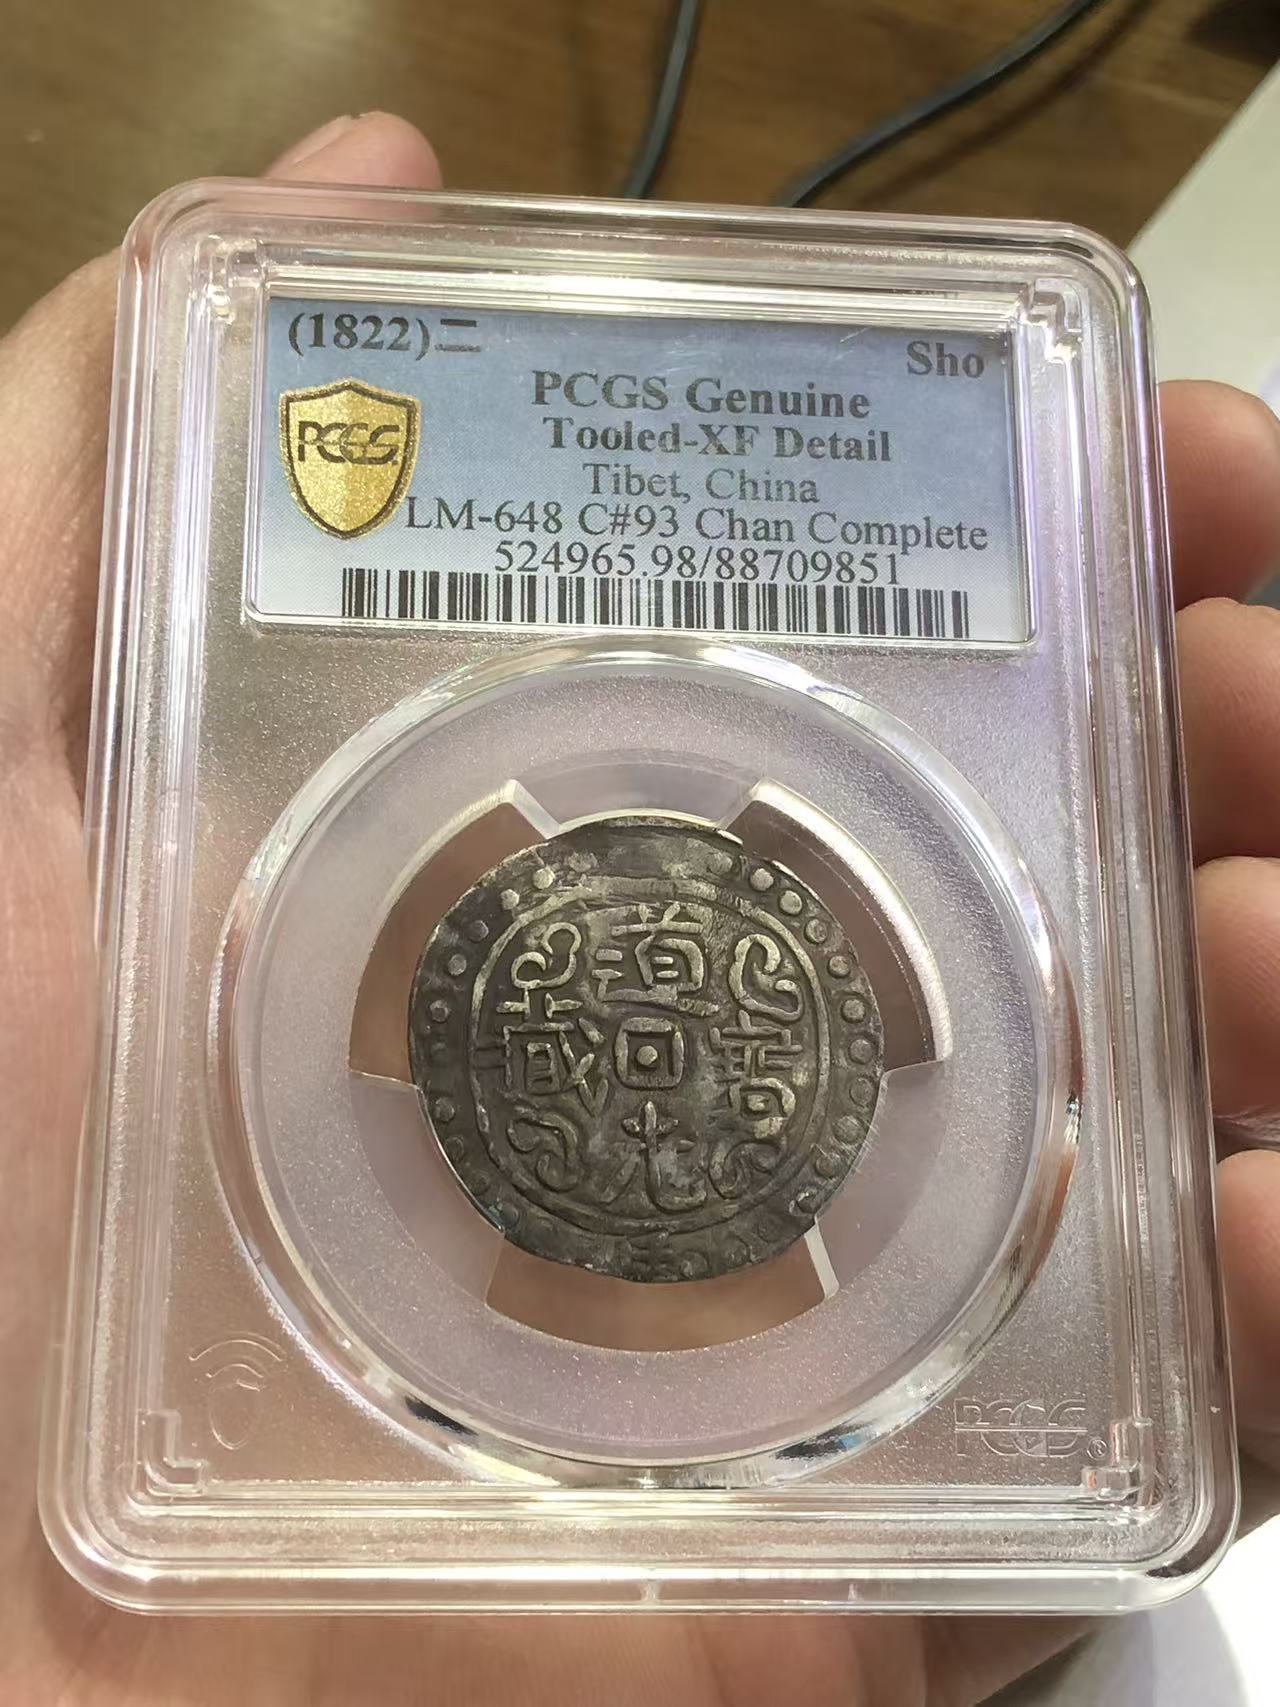 (1822)二
Sho
PCGS Genuine
PCGS
Tooled-XF Detail
Tibet, China
LM-648 C#93 Chan Complete
524965.98/88709851
道
藏 寶
光
PCGS